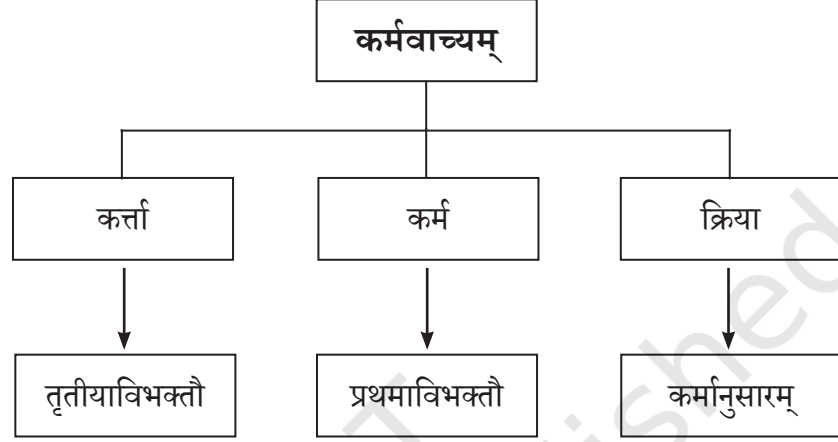 कर्मवाच्यम्
कर्त्ता कर्म क्रिया
तृतीयाविभक्तौ प्रथमाविभक्तौ कर्मानुसारम्